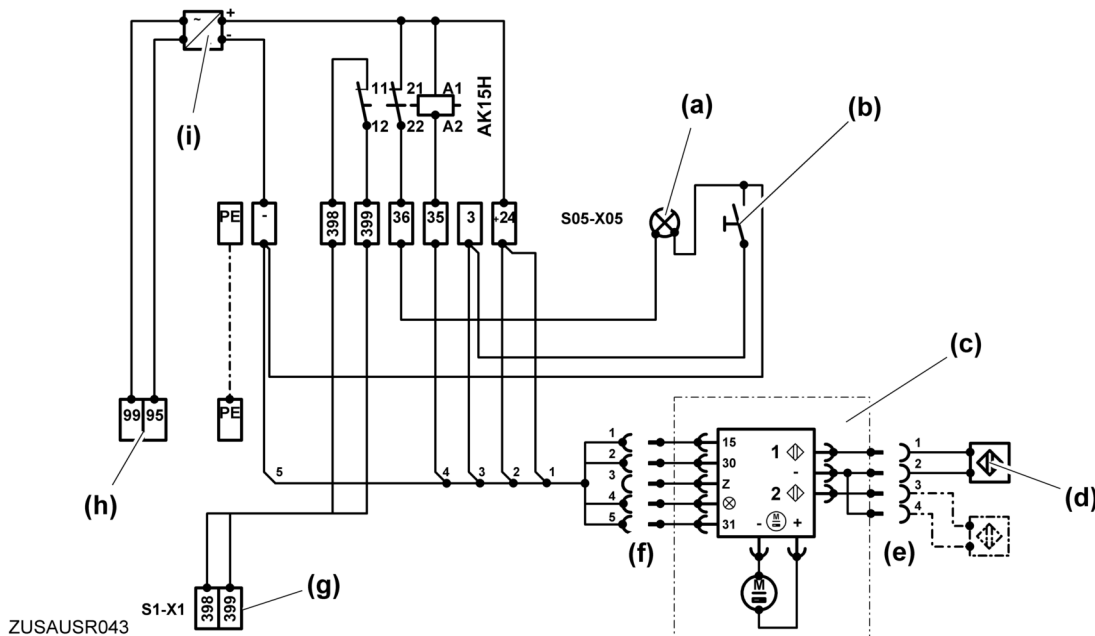 ~ + -
(i)
11 21 A1
12 22 A2
AK15H
(a)
(b)
PE - 398 399 36 35 3 +24
S05-X05
(c)
99 95
PE
(h)
5 4 3 2 1
1 15 1 1
2 30 - 2
3 Z 2 3
4 4
5 31 - M +
(d)
(f)
(e)
M
S1-X1 398 399
(g)
ZUSAUSR043